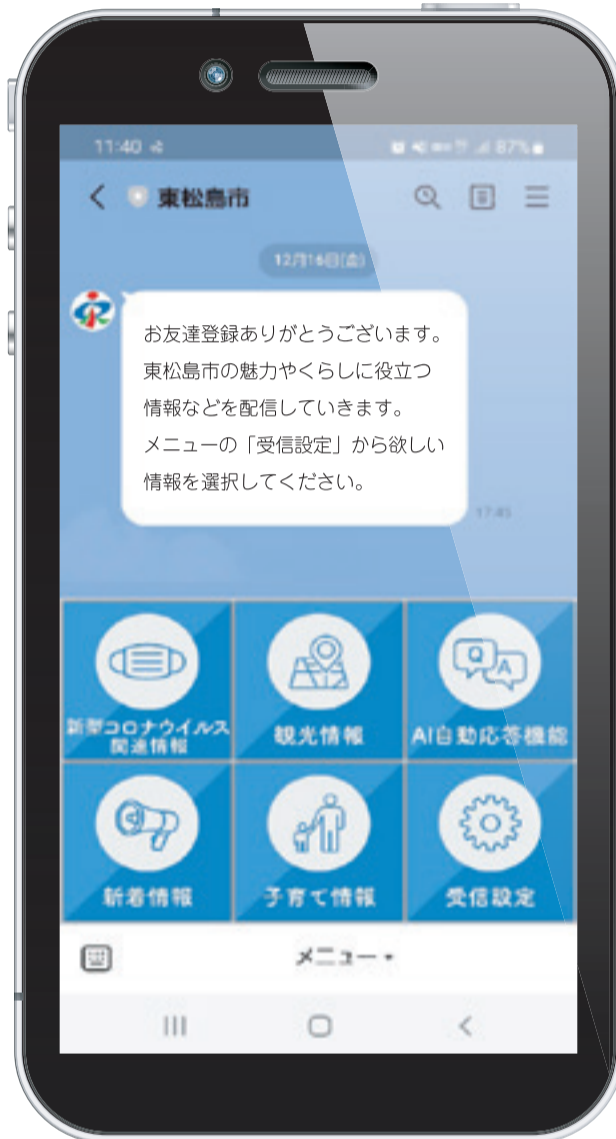 11:40
87%
東松島市
12月16日(金)
お友達登録ありがとうございます。
東松島市の魅力やくらしに役立つ
情報などを配信していきます。
メニューの「受信設定」から欲しい
情報を選択してください。
17:45
新型コロナウイルス
関連情報
観光情報
Q
A
AI自動応答機能
新着情報
子育て情報
受信設定
メニュー